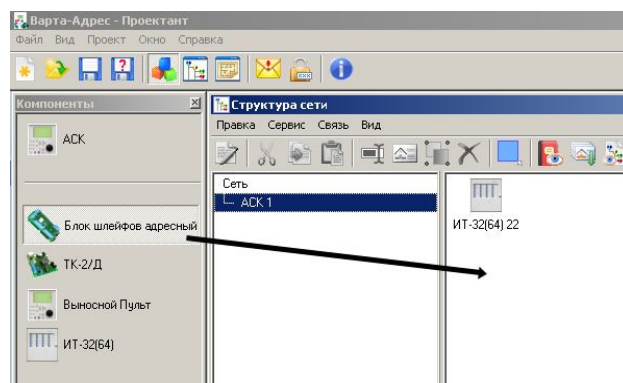 Варта-Адрес - Проектант
Файл Вид Проект Окно Справка
Компоненты
АСК
Блок шлейфов адресный
ТК-2/Д
Выносной Пульт
ИТ-32(64)
Структура сети
Правка Сервис Связь Вид
Сеть
АСК 1
ИТ-32(64) 22